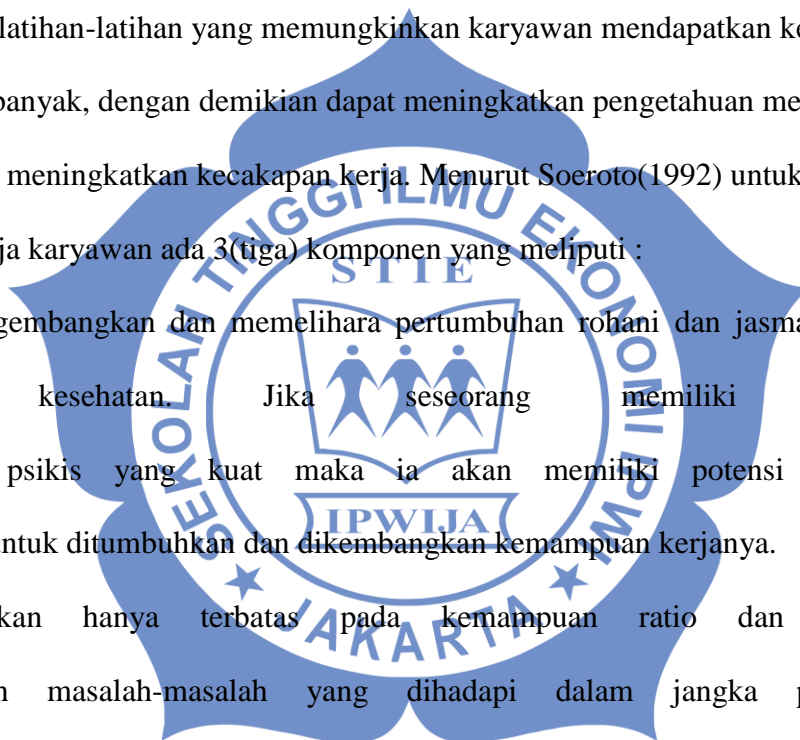 latihan-latihan yang memungkinkan karyawan mendapatkan
banyak, dengan demikian dapat meningkatkan pengetahuan
meningkatkan kecakapan kerja. Menurut Soeroto(1992) untuk
ja karyawan ada 3(tiga) komponen yang meliputi :
gembangkan dan memelihara pertumbuhan rohani dan jasma
kesehatan. Jika seseorang memiliki
psikis yang kuat maka ia akan memiliki potensi
untuk ditumbuhkan dan dikembangkan kemampuan kerjanya.
kan hanya terbatas pada kemampuan ratio dan
masalah-masalah yang dihadapi dalam jangka
SEKOLAH TINGGI ILMU EKONOMI IPWI
STIE
IPWIJA
★ JAKARTA ★